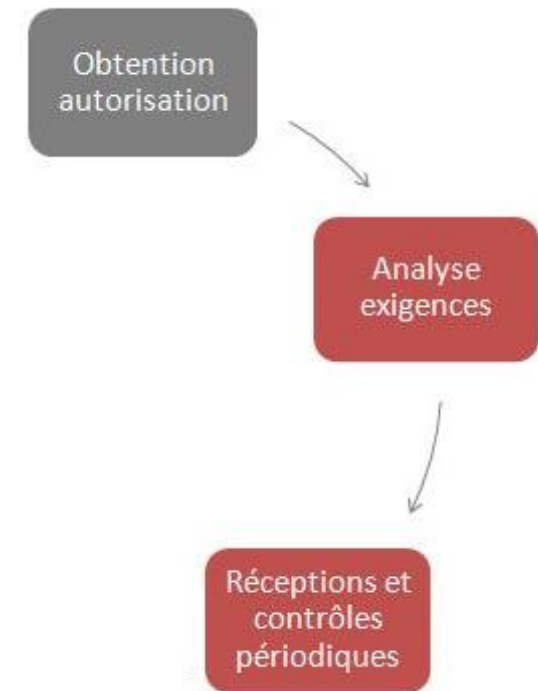 Obtention
autorisation
Analyse
exigences
Réceptions et
contrôles
périodiques